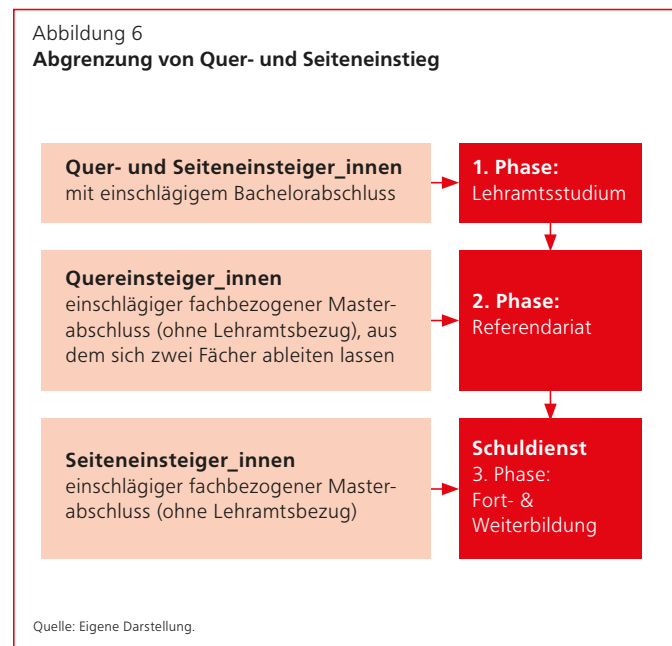 Abbildung 6
Abgrenzung von Quer- und Seiteneinstieg
Quer- und Seiteneinsteiger_innen
mit einschlägigem Bachelorabschluss
1. Phase:
Lehramtsstudium
Quereinsteiger_innen
einschlägiger fachbezogener Master-
abschluss (ohne Lehramtsbezug), aus
dem sich zwei Fächer ableiten lassen
2. Phase:
Referendariat
Seiteneinsteiger_innen
einschlägiger fachbezogener Master-
abschluss (ohne Lehramtsbezug)
Schuldienst
3. Phase:
Fort- &
Weiterbildung
Quelle: Eigene Darstellung.